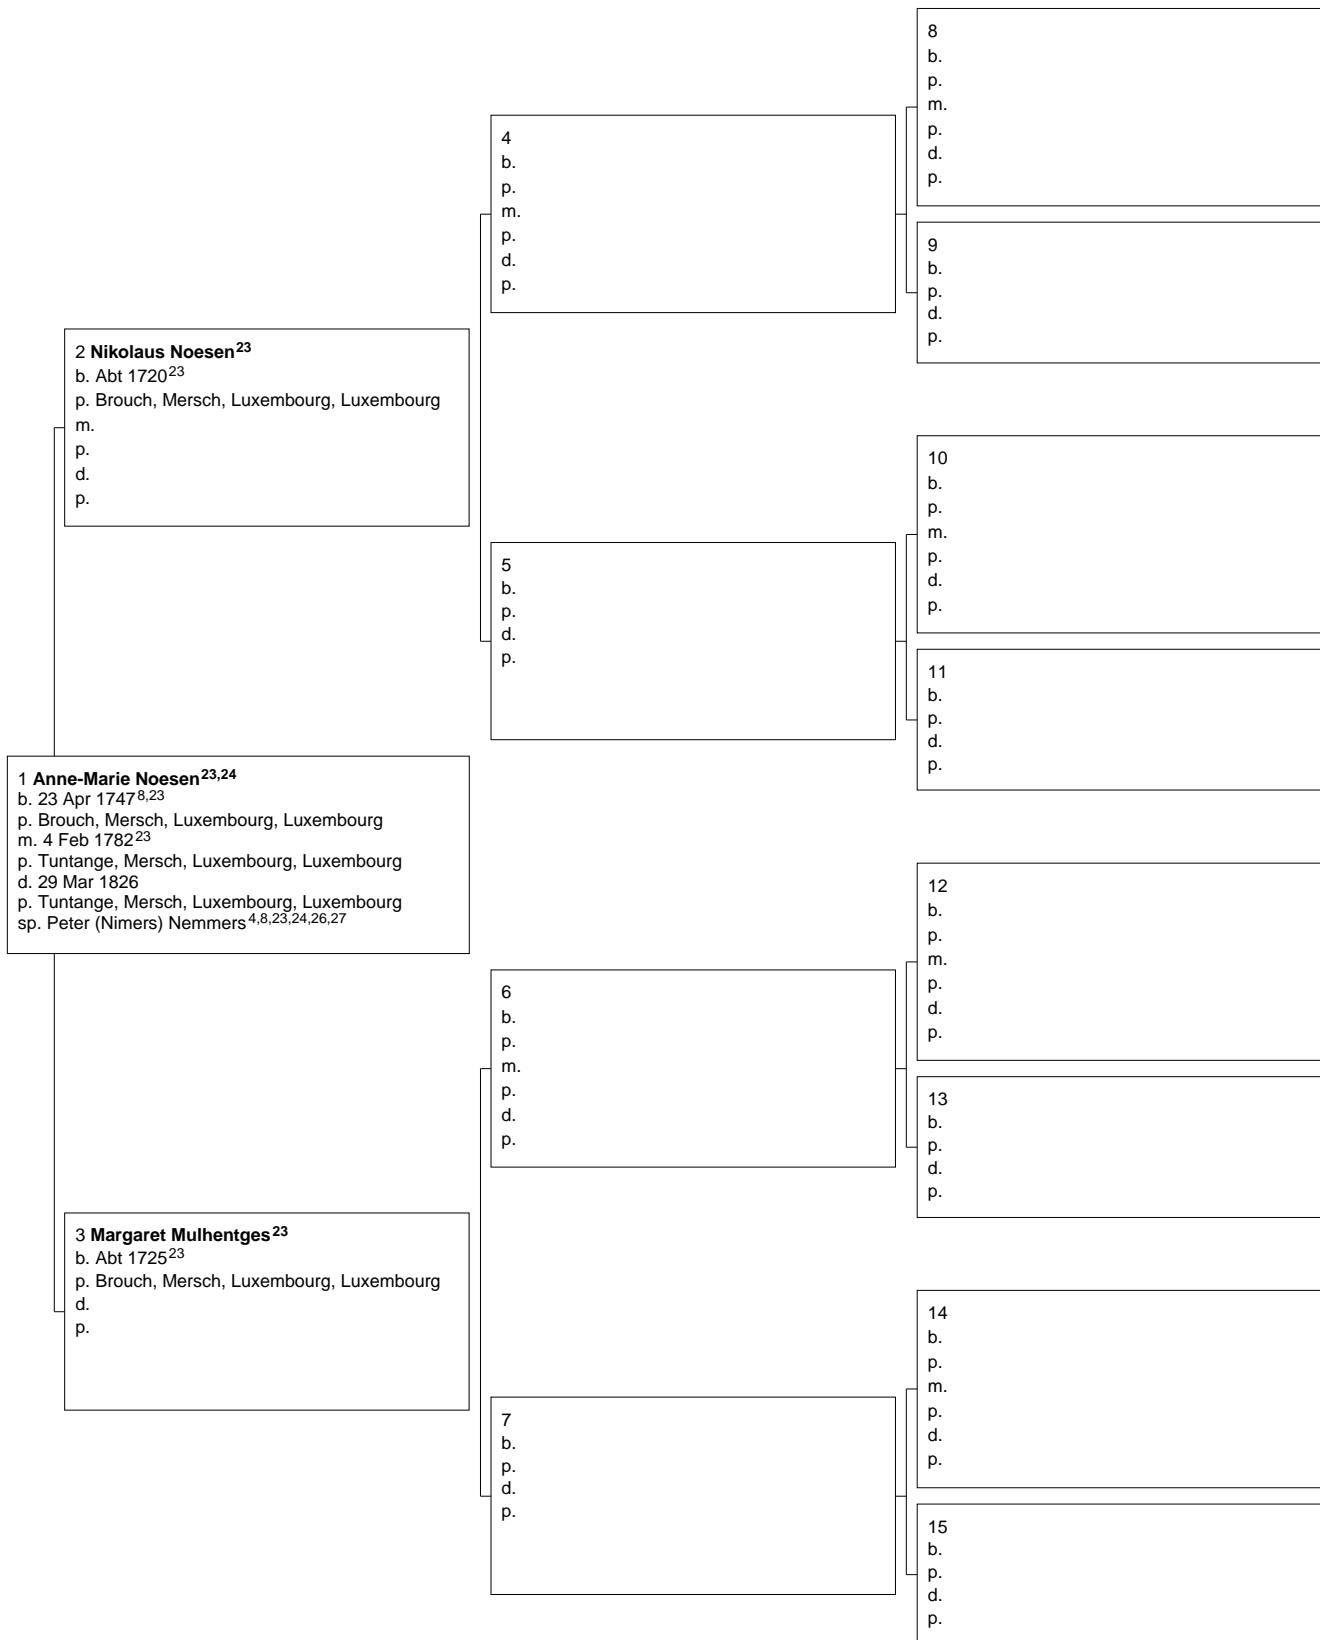 8
b.
p.
m.
p.
d.
p.
4
b.
p.
m.
p.
d.
p.
9
b.
p.
d.
p.
2 Nikolaus Noesen23
b. Abt 172023
p. Brouch, Mersch, Luxembourg, Luxembourg
m.
p.
d.
p.
10
b.
p.
m.
p.
d.
p.
5
b.
p.
d.
p.
11
b.
p.
d.
p.
1 Anne-Marie Noesen23,24
b. 23 Apr 17478,23
p. Brouch, Mersch, Luxembourg, Luxembourg
m. 4 Feb 178223
p. Tuntange, Mersch, Luxembourg, Luxembourg
d. 29 Mar 1826
p. Tuntange, Mersch, Luxembourg, Luxembourg
sp. Peter (Nimers) Nemmers4,8,23,24,26,27
12
b.
p.
m.
p.
d.
p.
6
b.
p.
m.
p.
d.
p.
13
b.
p.
d.
p.
3 Margaret Mulhentges23
b. Abt 172523
p. Brouch, Mersch, Luxembourg, Luxembourg
d.
p.
14
b.
p.
m.
p.
d.
p.
7
b.
p.
d.
p.
15
b.
p.
d.
p.